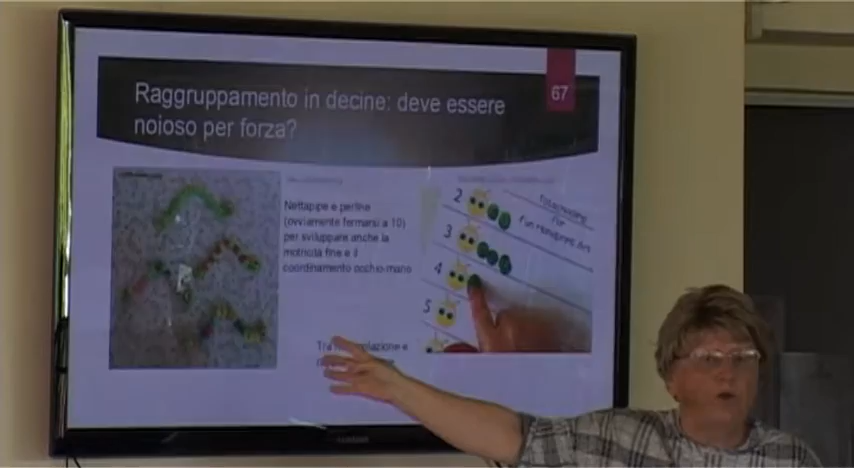 Raggruppamento in decine: deve essere
noioso per forza?
67
Nettapipe e perline
(ovviamente fermarsi a 10)
per sviluppare anche la
motricità fine e il
coordinamento occhio-mano
2
3
4
5